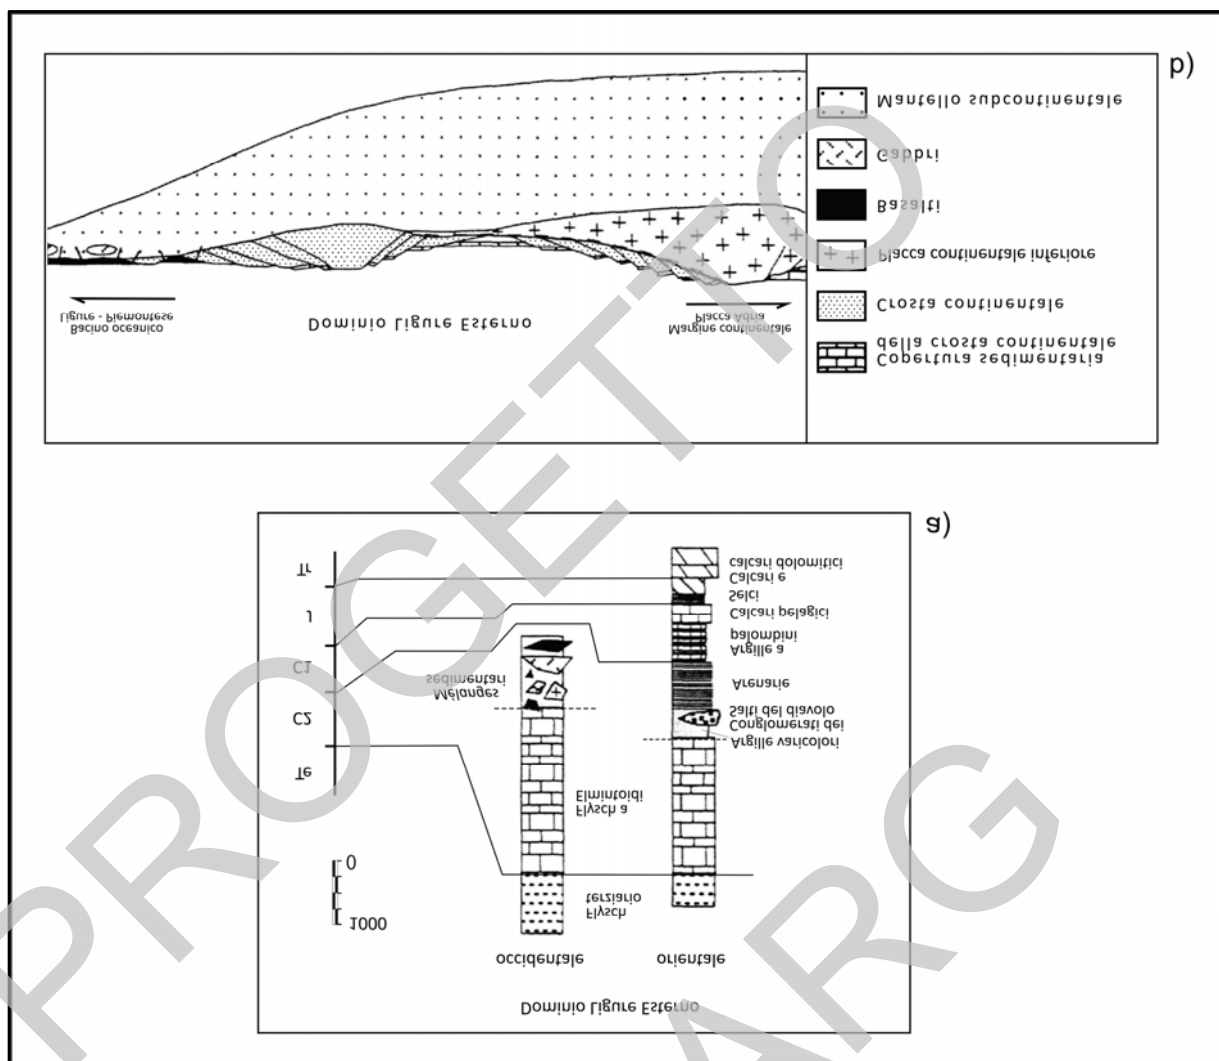 a)
Dominio Ligure Esterno
occidentale
orientale
1000
0
Flysch
terziario
Flysch a
Elmintoidi
Mélanges
sedimentari
Te
C2
C1
J
Tr
Argille varicolori
Conglomerati dei
Salti del diavolo
Arenarie
Argille a
palombini
Calcari pelagici
Selci
Calcari e
calcari dolomitici
b)
Bacino oceanico
Ligure - Piemontese
Dominio Ligure Esterno
Margine continentale
Placca Adria
Copertura sedimentaria
della crosta continentale
Crosta continentale
Placca continentale inferiore
Basalti
Gabbri
Mantello subcontinentale
PROGETTO
ARG